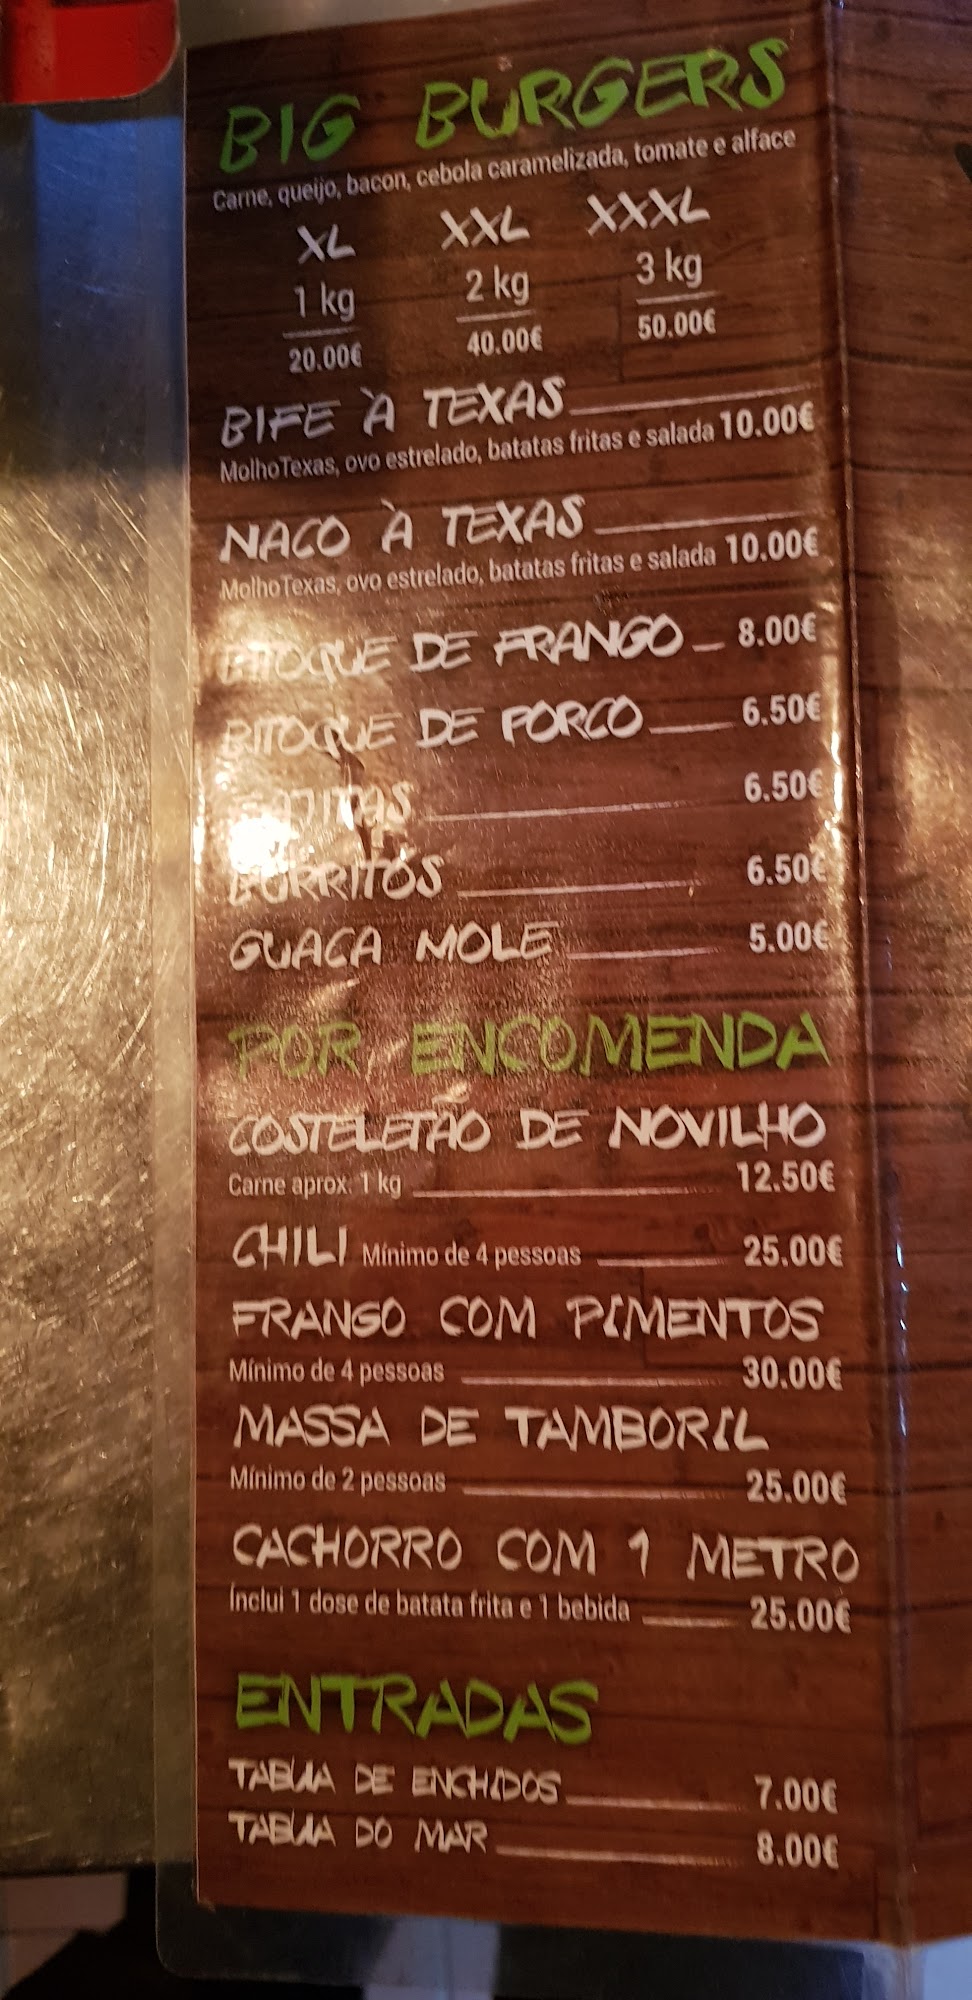 BIG BURGERS
Carne, queijo, bacon, cebola caramelizada, tomate e alface
XL XXL XXXL
1 kg 2 kg 3 kg
20.00€ 40.00€ 50.00€
BIFE À TEXAS
MolhoTexas, ovo estrelado, batatas fritas e salada 10.00€
NACO À TEXAS
MolhoTexas, ovo estrelado, batatas fritas e salada 10.00€
BITOQUE DE FRANGO 8.00€
BITOQUE DE PORCO 6.50€
FAJITAS 6.50€
BURRITOS 6.50€
GUACA MOLE 5.00€
POR ENCOMENDA
COSTELETÃO DE NOVILHO
Carne aprox. 1 kg 12.50€
CHILI Mínimo de 4 pessoas 25.00€
FRANGO COM PIMENTOS
Mínimo de 4 pessoas 30.00€
MASSA DE TAMBORIL
Mínimo de 2 pessoas 25.00€
CACHORRO COM 1 METRO
Ínclui 1 dose de batata frita e 1 bebida 25.00€
ENTRADAS
TABUA DE ENCHIDOS 7.00€
TABUA DO MAR 8.00€